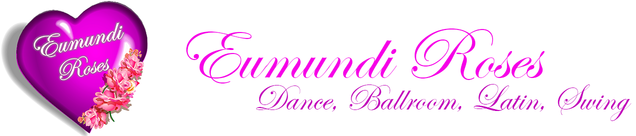 Eumundi
Roses
Eumundi Roses
Dance, Ballroom, Latin, Swing